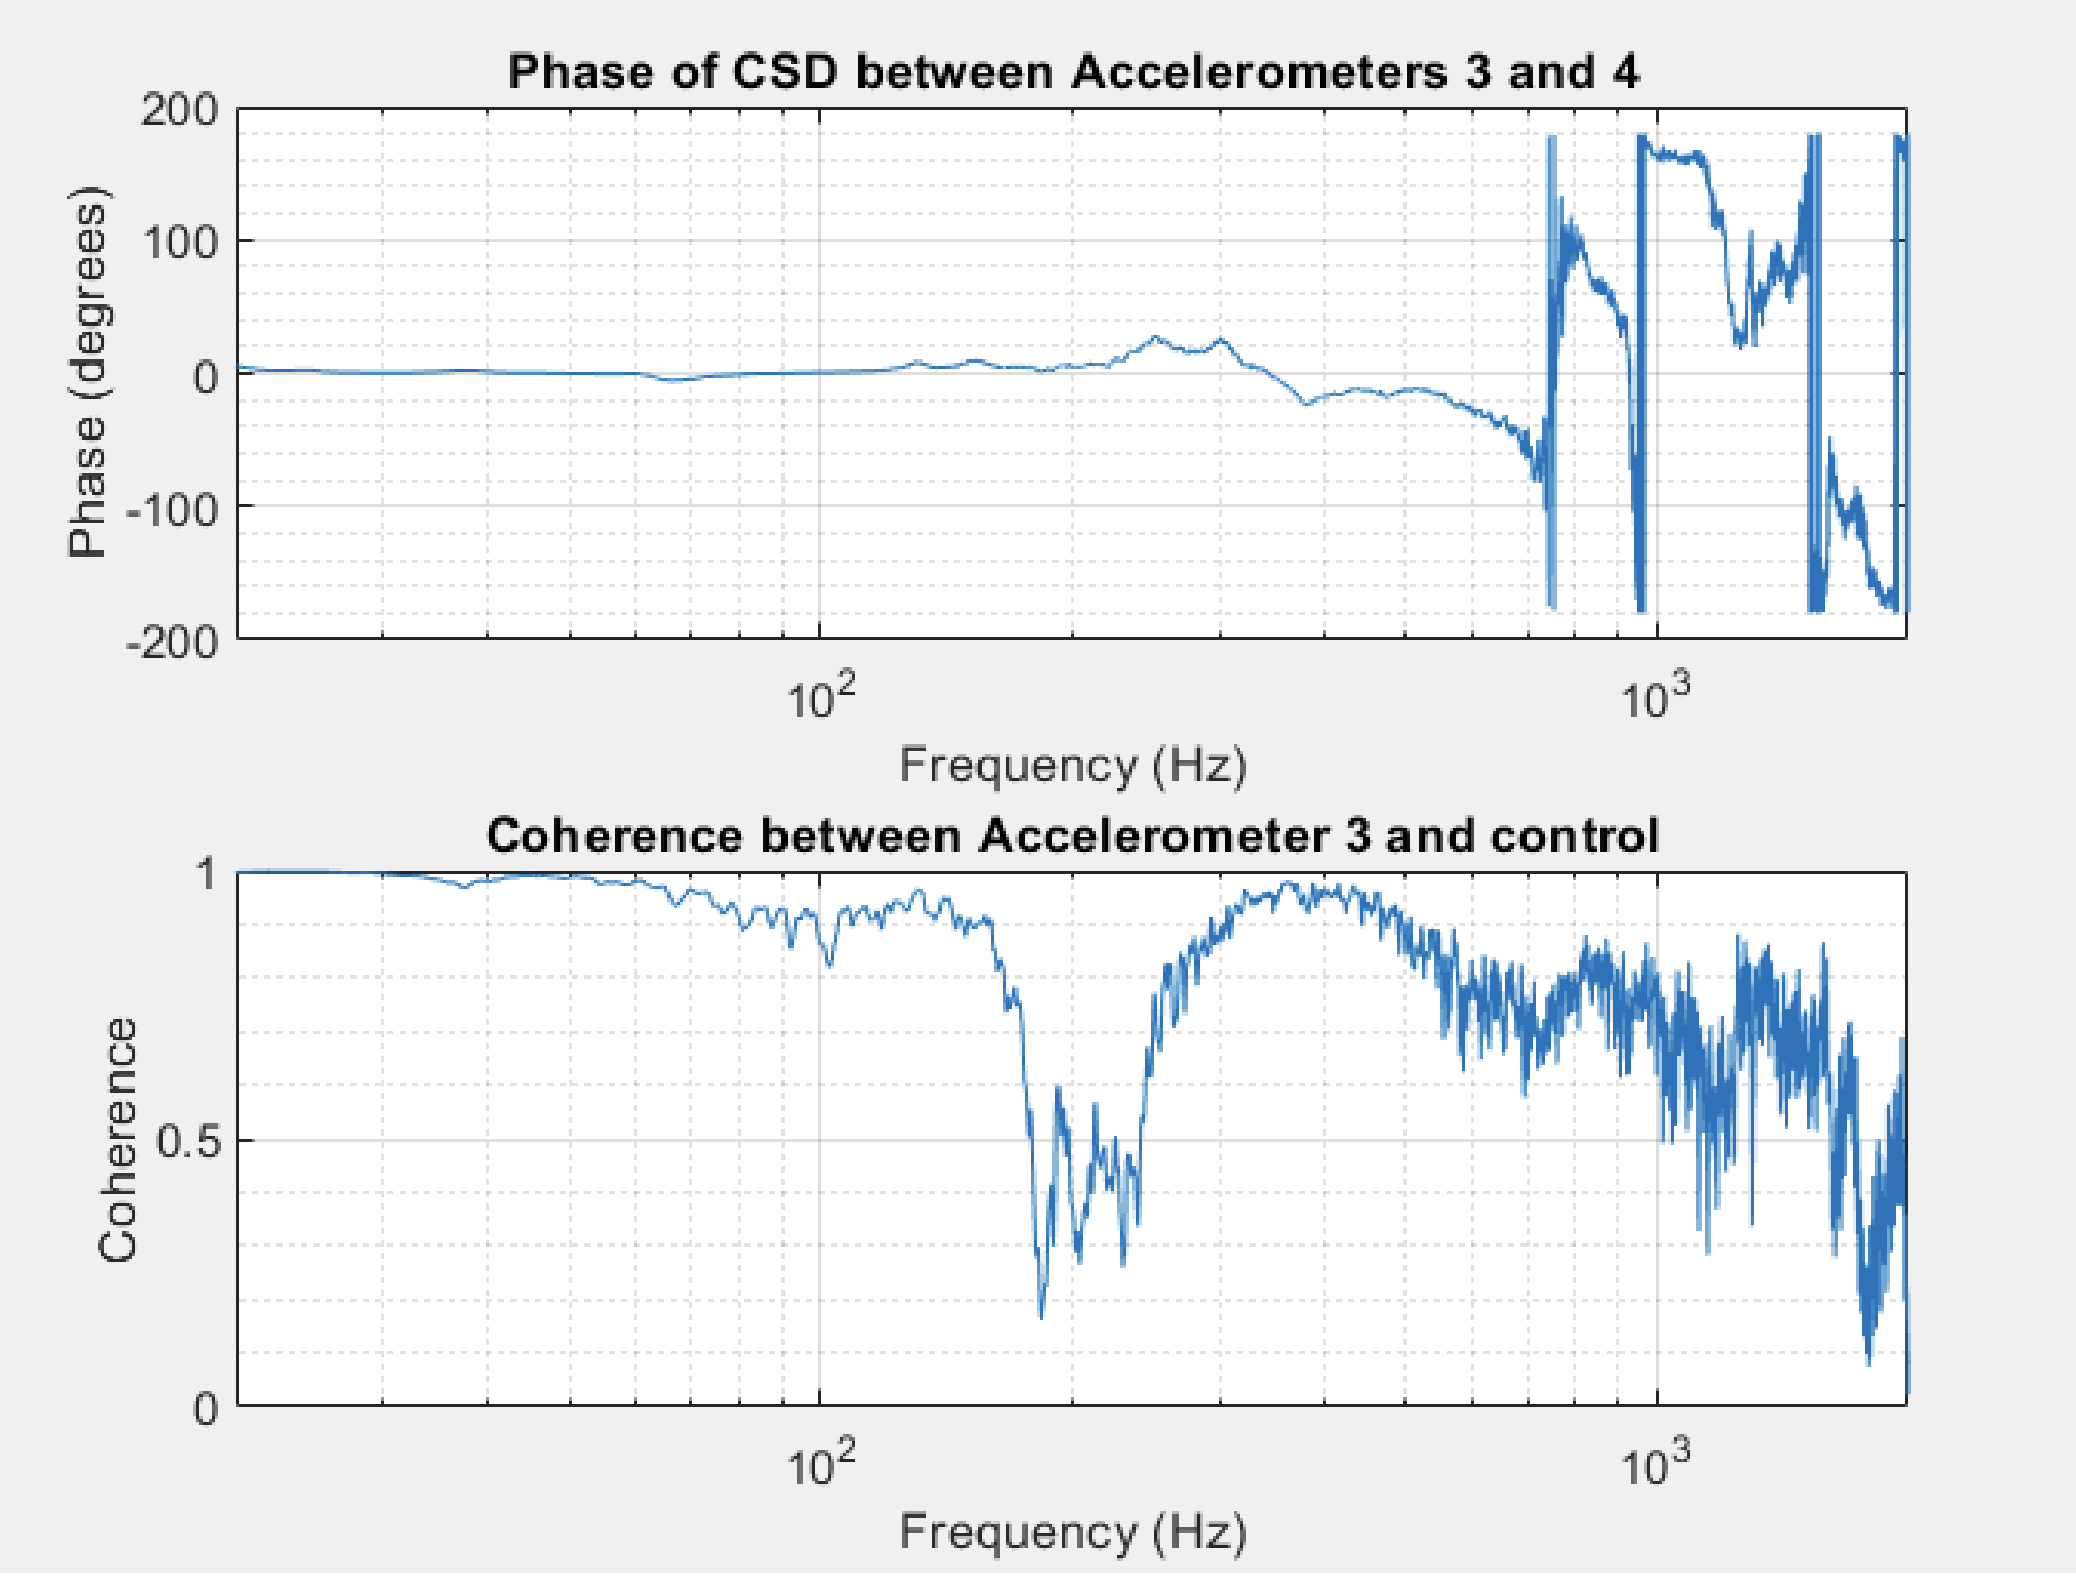 Phase of CSD between Accelerometers 3 and 4
200
100
0
-100
-200
Phase (degrees)
10^2
10^3
Frequency (Hz)
Coherence between Accelerometer 3 and control
1
0.5
0
Coherence
10^2
10^3
Frequency (Hz)